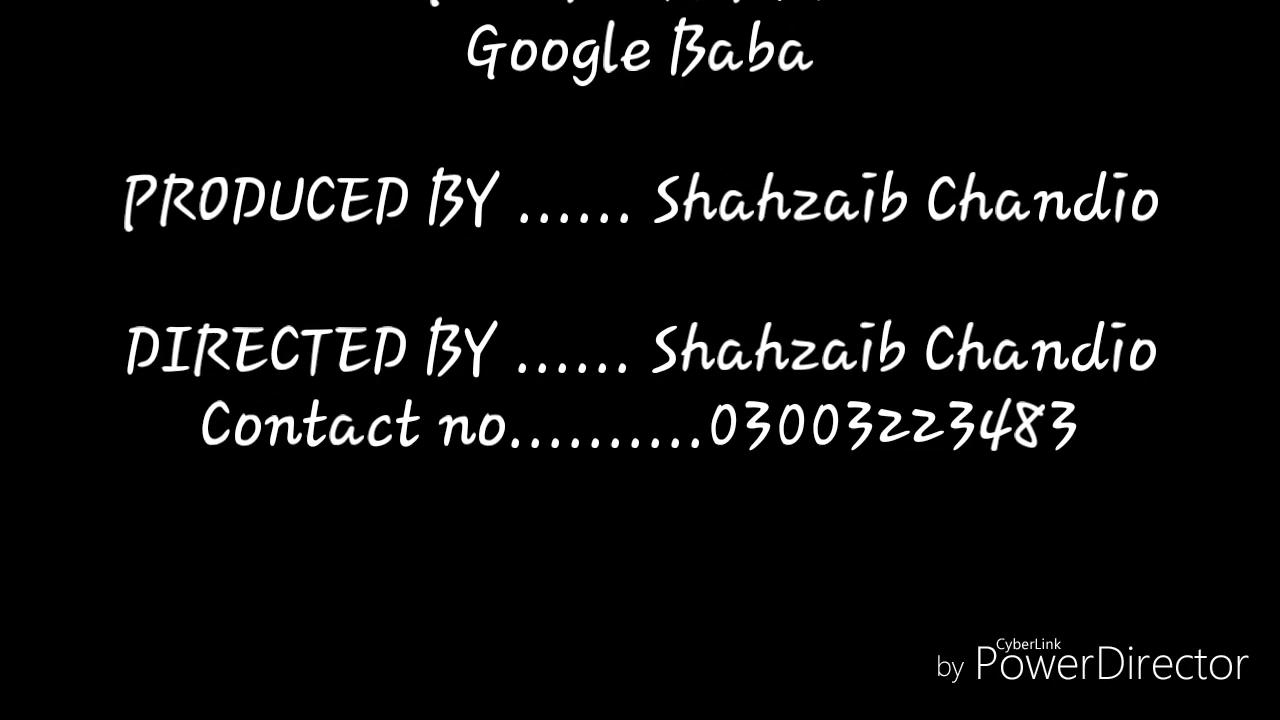 Google Baba
PRODUCED BY ...... Shahzaib Chandio
DIRECTED BY ...... Shahzaib Chandio
Contact no..........03003223483
CyberLink
by PowerDirector